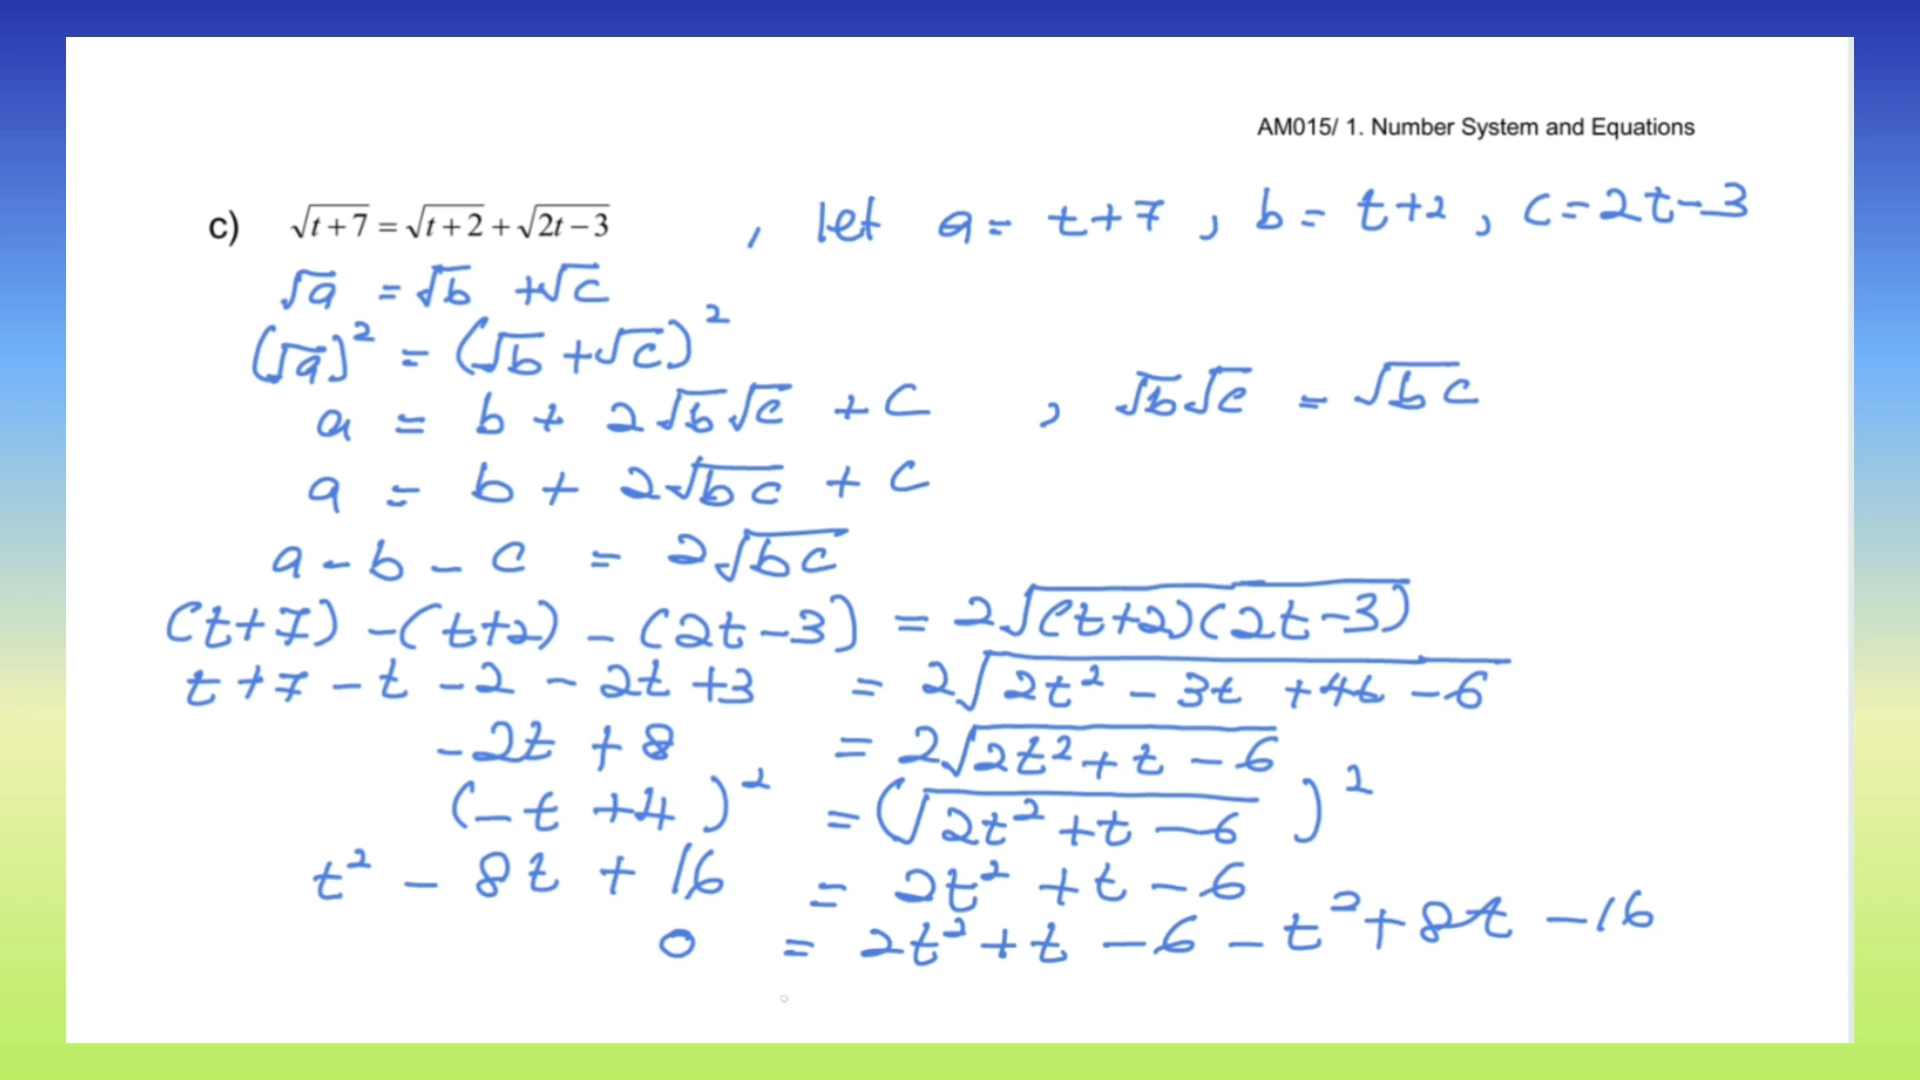 AM015/ 1. Number System and Equations
c) √(t+7) = √(t+2) + √(2t−3) , let a = t+7 , b = t+2 , c = 2t−3
√a = √b + √c
(√a)² = (√b + √c)²
a = b + 2√b√c + c , √b√c = √(bc)
a = b + 2√(bc) + c
a − b − c = 2√(bc)
(t+7) − (t+2) − (2t−3) = 2√((t+2)(2t−3))
t + 7 − t − 2 − 2t + 3 = 2√(2t² − 3t + 4t − 6)
−2t + 8 = 2√(2t² + t − 6)
(−t + 4)² = (√(2t² + t − 6))²
t² − 8t + 16 = 2t² + t − 6
0 = 2t² + t − 6 − t² + 8t − 16